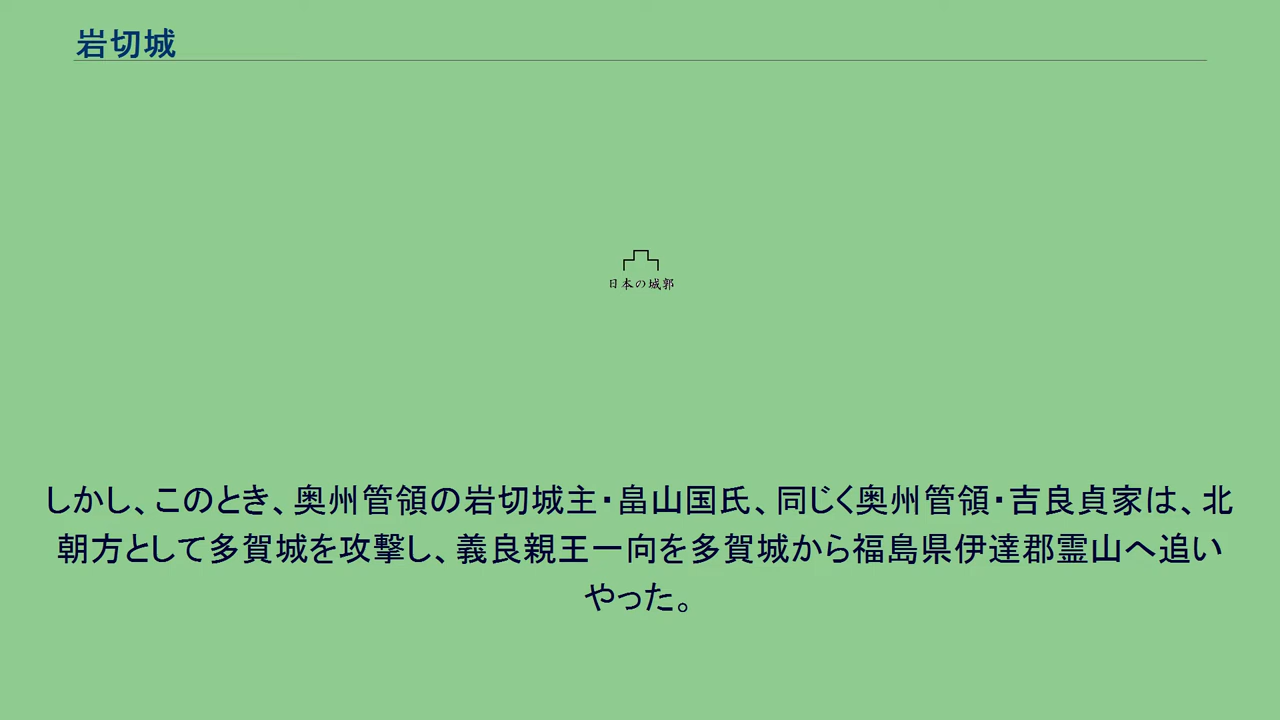 岩切城
日本の城郭
しかし、このとき、奥州管領の岩切城主・畠山国氏、同じく奥州管領・吉良貞家は、北
朝方として多賀城を攻撃し、義良親王一向を多賀城から福島県伊達郡霊山へ追い
やった。